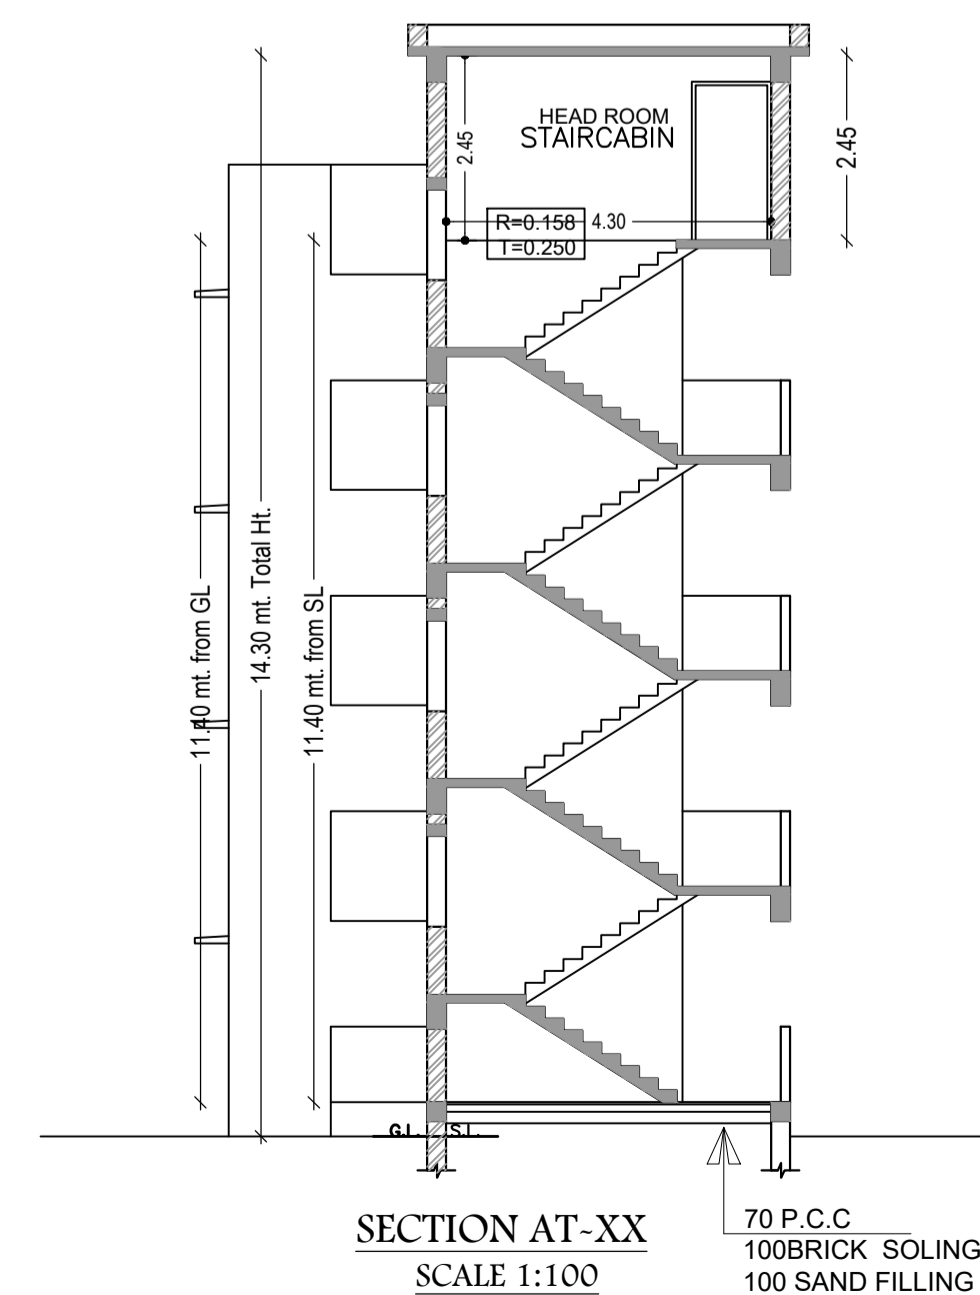 HEAD ROOM
STAIRCABIN
2.45
2.45
R=0.158
T=0.250
4.30
11.40 mt. from GL
14.30 mt. Total Ht.
11.40 mt. from SL
G.L. S.L.
SECTION AT-XX
SCALE 1:100
70 P.C.C
100BRICK SOLING
100 SAND FILLING